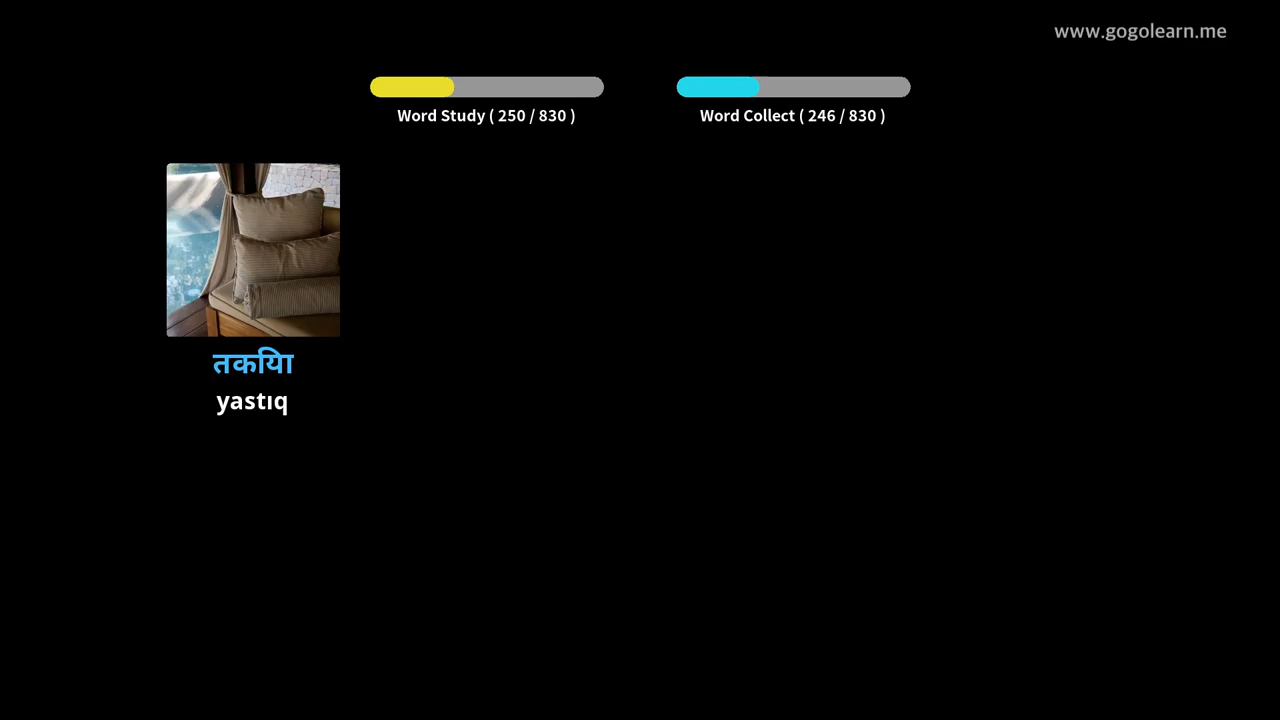 www.gogolearn.me
Word Study ( 250 / 830 )
Word Collect ( 246 / 830 )
तकिया
yastıq